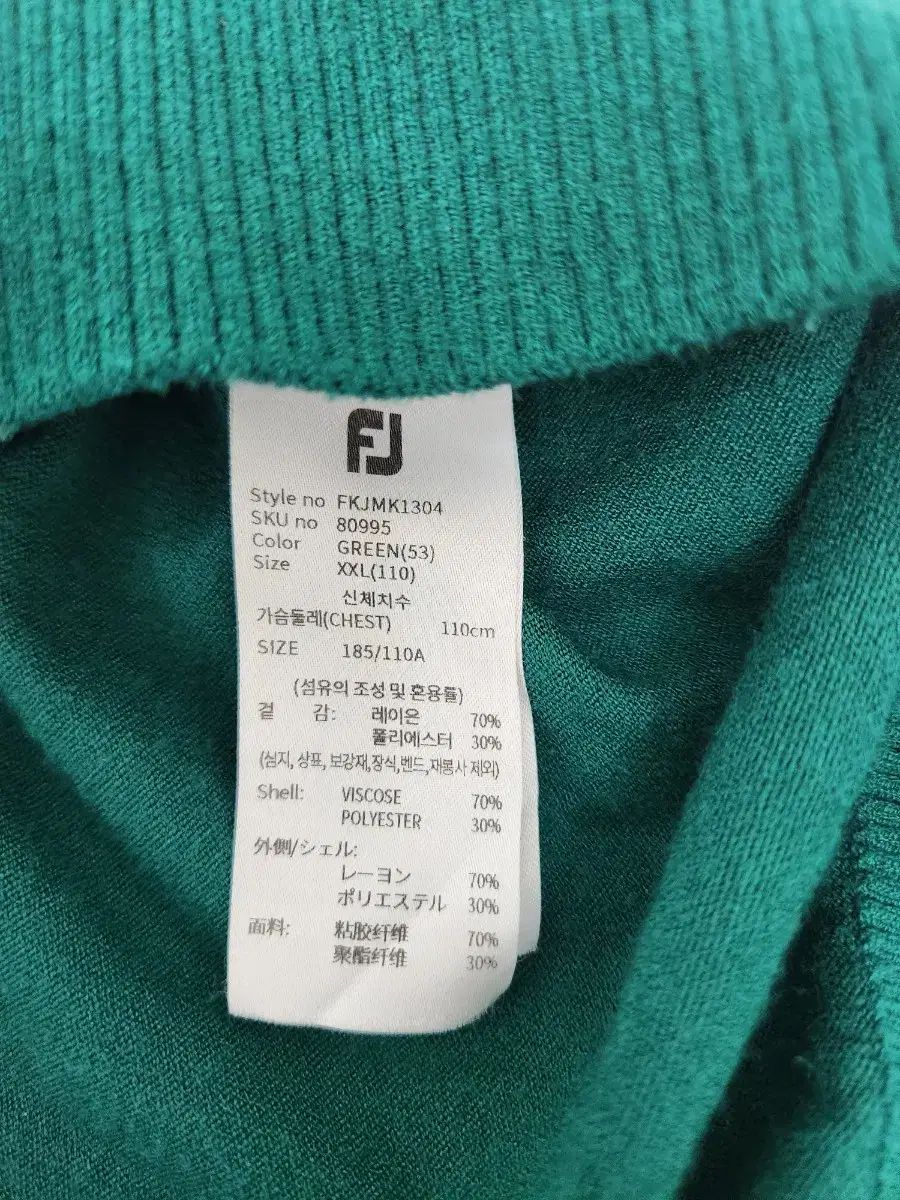 FJ
Style no FKJMK1304
SKU no 80995
Color GREEN(53)
Size XXL(110)
신체치수
가슴둘레(CHEST) 110cm
SIZE 185/110A
(섬유의 조성 및 혼용률)
겉 감: 레이온 70%
폴리에스터 30%
(심지, 상표, 보강재,장식,벤드,재봉사 제외)
Shell: VISCOSE 70%
POLYESTER 30%
外側/シェル:
レーヨン 70%
ポリエステル 30%
面料: 粘胶纤维 70%
聚酯纤维 30%